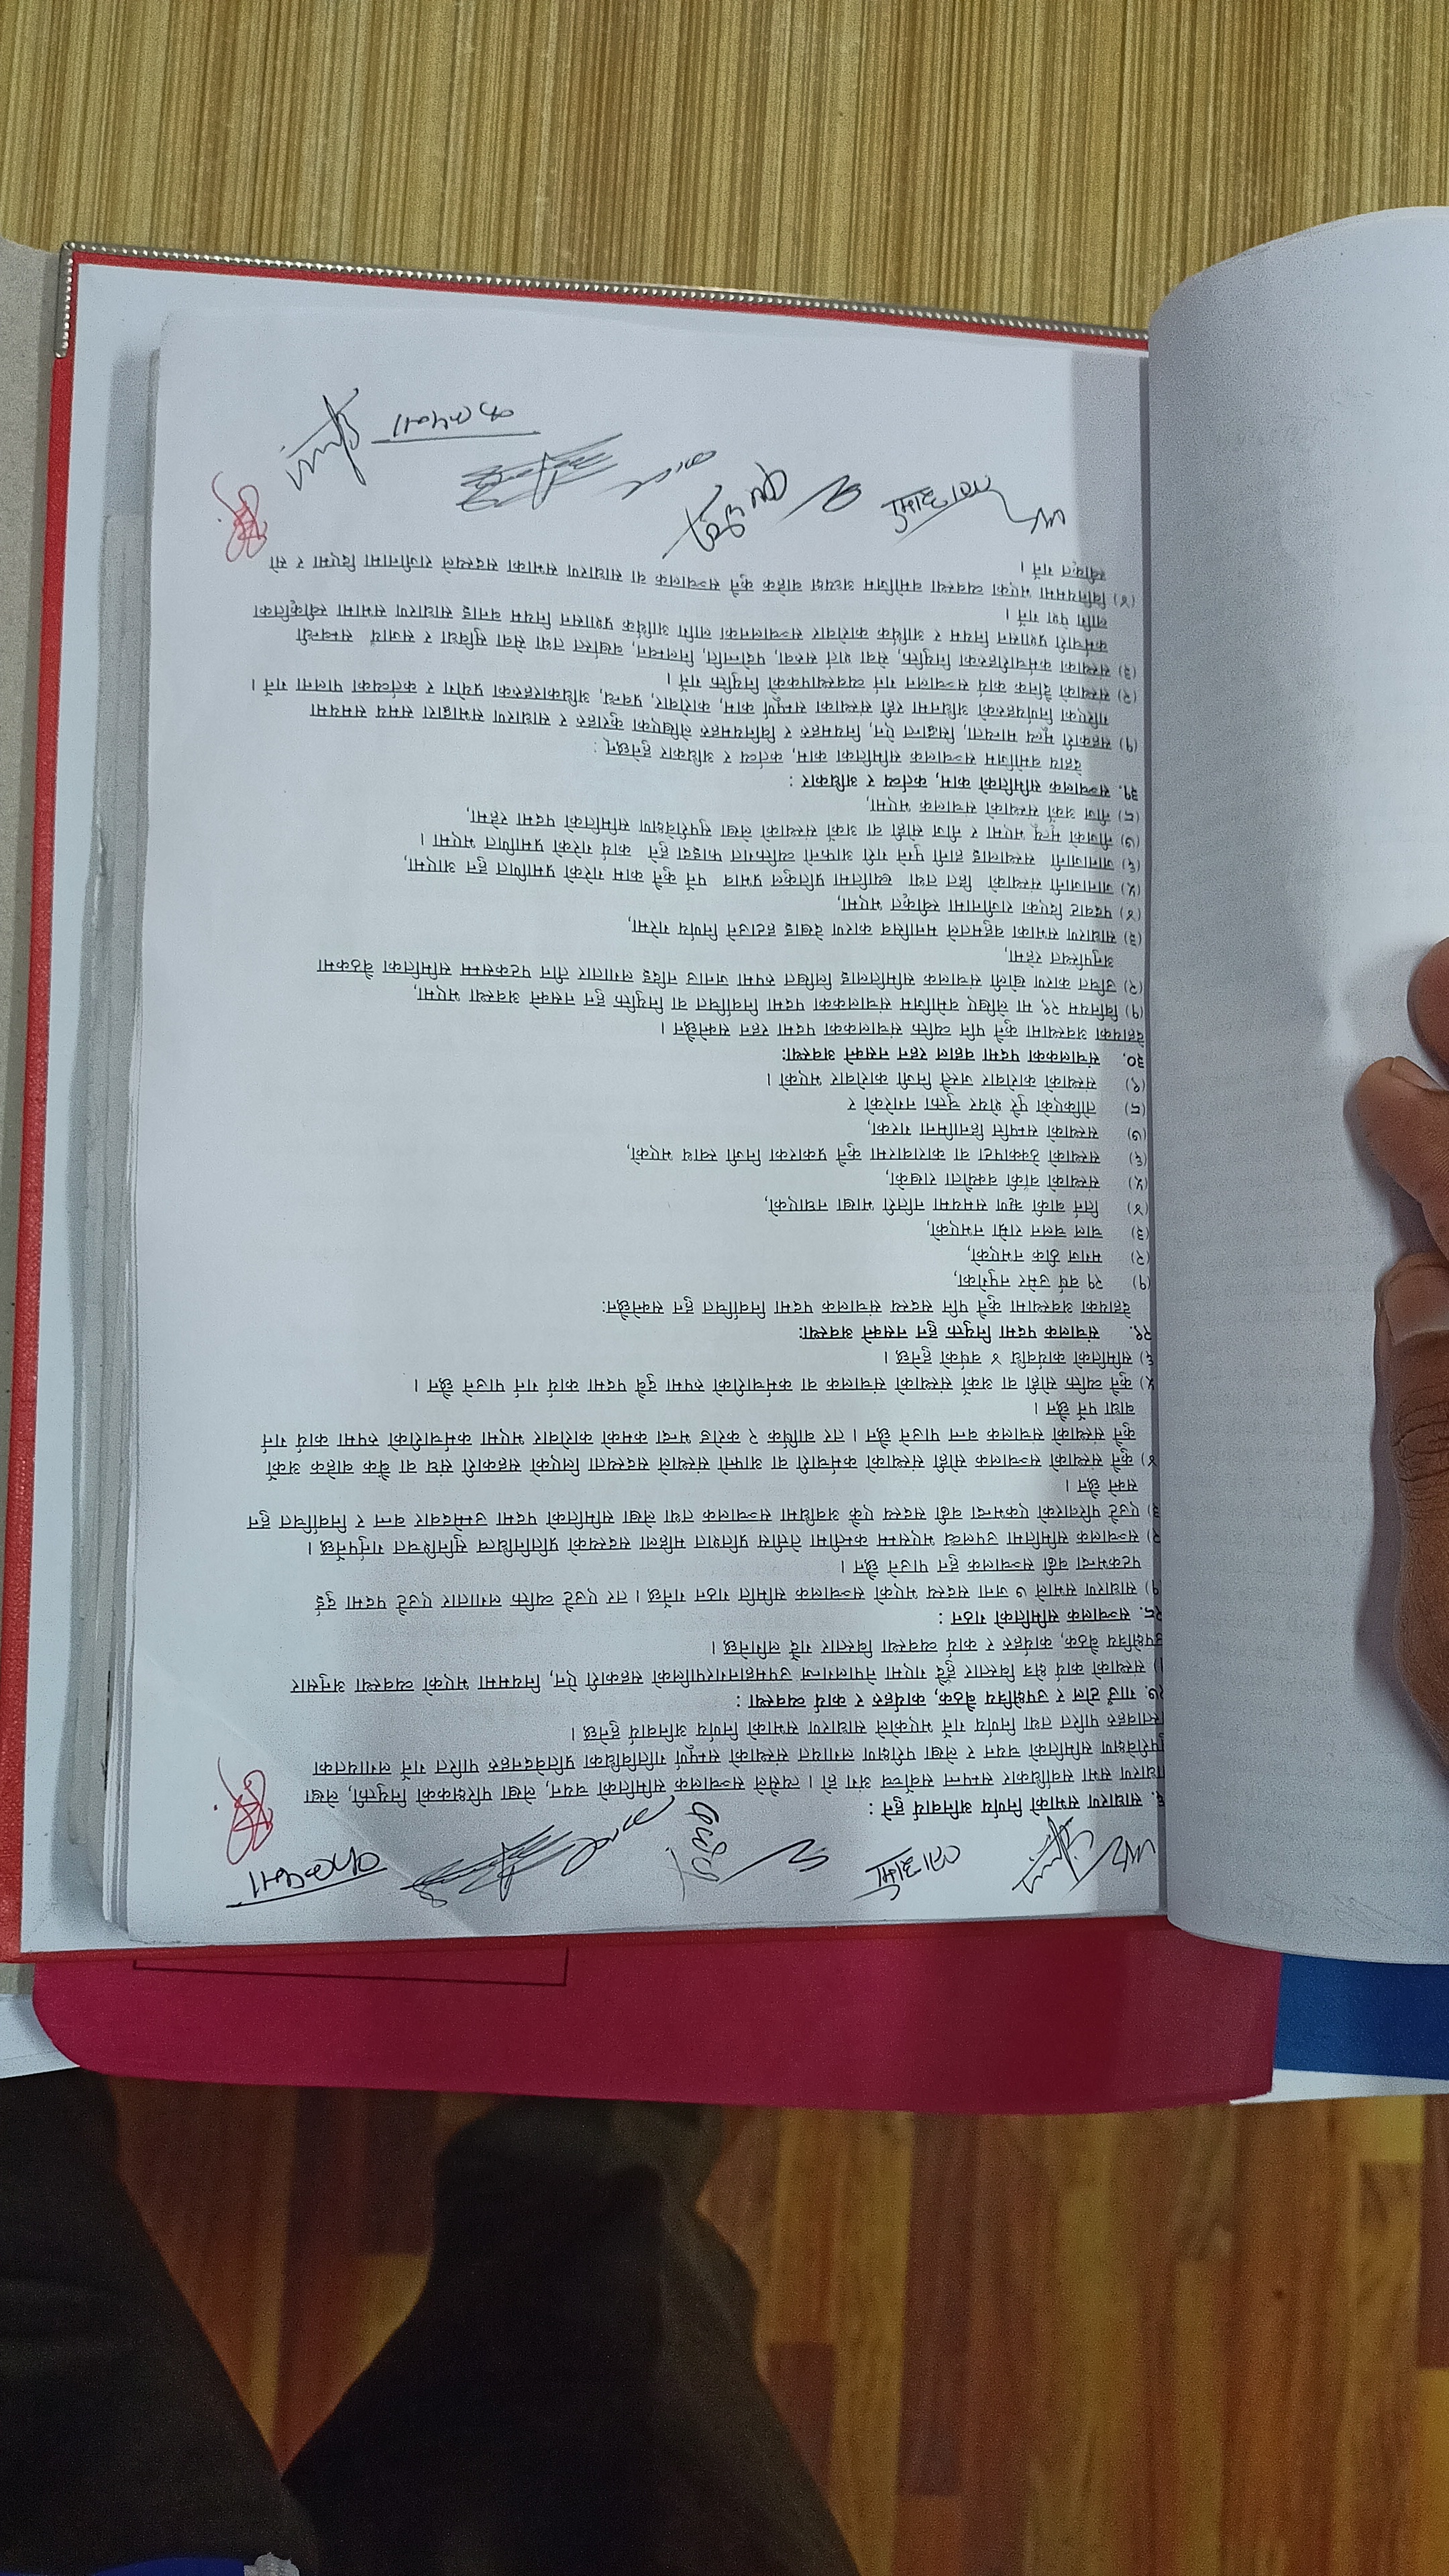 शर्मा
कल्पना
६. साधारण सभाको निर्णय अनिवार्य हुने :
ाधारण सभा सर्वाधिकार सम्पन्न सर्वोच्च अंग हो । त्यसैले सञ्चालक समितिको चयन, लेखा परिक्षकको नियुक्ती, लेखा
ुपरीवेक्षण समितिको चयन र लेखा परीक्षण लगायत संस्थाको सम्पूर्ण गतिविधिका प्रतिवेदनहरु पारित गर्ने लगायतका
स्तावहरु पारित तथा निर्णय गर्ने भएकोले साधारण सभाको निर्णय अनिवार्य हुनेछ ।
२७. गाउँ टोल र उपक्षेत्रिय बैठक, कार्यहरु र कार्य व्यवस्था :
) संस्थाको कार्य क्षेत्र विस्तार हुँदै गएमा नेपालगन्ज उपमहानगरपालिको सहकारी ऐन, नियममा भएको व्यवस्था अनुसार
उपक्षेत्रिय बैठक, कार्यहरु र कार्य व्यवस्था विस्तार गर्दै लगिनेछ ।
२८. सञ्चालक समितिको गठन :
१) साधारण सभाले ७ जना सदस्य भएको सञ्चालक समिति गठन गर्नेछ । तर एउटै व्यक्ति लगातार एउटै पदमा दुई
पटकभन्दा बढी सञ्चालक हुन पाउने छैन ।
२) सञ्चालक समितिमा उपलव्ध भएसम्म कम्तीमा तेत्तीस प्रतिशत महिला सदस्यको प्रतिनिधित्व सुनिश्चित गर्नुपर्नेछ ।
३) एउटै परिवारको एकभन्दा बढी सदस्य एकै अवधिमा सञ्चालक तथा लेखा समितिको पदमा उम्मेदवार बन्न र निर्वाचित हुन
सक्ने छैन ।
४) कुनै संस्थाको सञ्चालक सोही संस्थाको कर्मचारी वा आफ्नो संस्थाले सदस्यता लिएको सहकारी संघ वा बैंक बाहेक अर्को
कुनै संस्थाको संचालक बन्न पाउने छैन । तर बार्षिक २ करोड भन्दा कमको कारोवार भएमा कर्मचारीको रुपमा कार्य गर्न
बाधा पर्ने छैन ।
५) कुनै व्यक्ति सोही वा अर्को संस्थाको संचालक वा कर्मचारीको रुपमा दुबै पदमा कार्य गर्न पाउने छैन ।
६) समितिको कार्यवधि ४ वर्षको हुनेछ ।
२९. संचालक पदमा नियुक्त हुन नसक्ने अवस्थाः
देहायका अवस्थामा कुनै पनि सदस्य संचालक पदमा निर्वाचित हुन सक्नेछैन:
(१) २१ वर्ष उमेर नपुगेका,
(२) मगज ठीक नभएको,
(३) चाल चलन राम्रेा नभएको,
(४) तिर्न बाकी ऋण समयमा नतिरी भाखा नघाएको,
(५) संस्थाको वाँकी वक्यौता राखकेा,
(६) सस्थाको ठेक्कापटा वा कारावारमा कुनै प्रकारका निजी स्वाथ भएको,
(७) सस्थाको सम्पत्ति हिनामिना गरका,
(८) तोकिएकेा पुरै शेयर चुक्ता नगरेको र
(९) संस्थाको कारोवार जस्तै निजी कारोवार भएको ।
३०. संचालकका पदमा वहाल रहन नसक्ने अवस्थाः
देहायका अवस्थामा कुनै पनि व्यक्ति संचालकका पदमा रहन सक्नेछैन ।
(१) विनियम २९ मा लेखिए वमोजिम संचालकका पदमा निर्वाचित वा नियुक्ति हुन नसक्ने अवस्था भएमा,
(२) उचित कारण खोली संचालक समितिलाइ लिखित रुपमा जनाउ नदिइ लगातार तीन पटकसम्म समितिका वैठकमा
अनुपस्थित रहेमा,
(३) साधारण सभाका वहुमतले मनासिव कारण देखाइ हटाउने निर्णय गरेमा,
(४) पदवाट दिएका राजीनामा स्वीकृत भएमा,
(५) जानाजानी संस्थाको हित तथा ख्यातिमा प्रतिकुल प्रभाव पर्ने कुनै काम गरेको प्रमाणित हुन आएमा,
(६) जानाजानी सस्थालाइ हानी पुग्ने गरी आफनो व्यक्तिगत फाइदा हुने कार्य गरेको प्रमाणित भएमा ।
(७) नीजको मृत्यू भएमा र नीज सोही वा अर्को संस्थाको लेखा सुपरीवेक्षण समितिको पदमा रहेमा,
(८) नीज अर्को संस्थाको संचालक भएमा,
३१. सञ्चालक समितिको काम, कर्तव्य र अधिकार :
देहाय बमोजिम सञ्चालक समितिका काम, कर्तव्य र अधिकार हुनेछन् :
(१) सहकारी मूल्य मान्यता, सिद्धान्त ऐन, नियमहरु र विनियमहरु लेखिएका कुराहरु र साधारण सभाद्वारा समय समयमा
गरिएका निर्णयहरुको अधिनमा रही संस्थाका सम्पूर्ण काम, कारोवार, प्रवन्ध, अधिकारहरुका प्रयोग र कर्तव्यका पालना गर्ने ।
(२) संस्थाको दैनिक कार्य सञ्चालन गर्न व्यवस्थापकको नियुक्ति गर्ने ।
(३) संस्थाका कर्मचारीहरुका नियुक्ति, सेवा शर्त सरुवा, पदोन्नति, निलम्वन, बर्खास्त तथा सेवा सुविधा र सजाय सम्बन्धी
कर्मचारी प्रशासन नियम र आर्थिक कारोवार सञ्चालनका लागि आर्थिक प्रशासन नियम बनाइ साधारण सभामा स्वीकृतिका
लागि पेश गर्ने ।
(४) विनियममा भएका व्यवस्था बमोजिम अध्यक्ष बाहेक कुनै सञ्चालक वा साधारण सभाका सदस्यले राजीनामा दिएमा र सो
स्वीकृत गर्ने ।
शर्मा
कल्पना